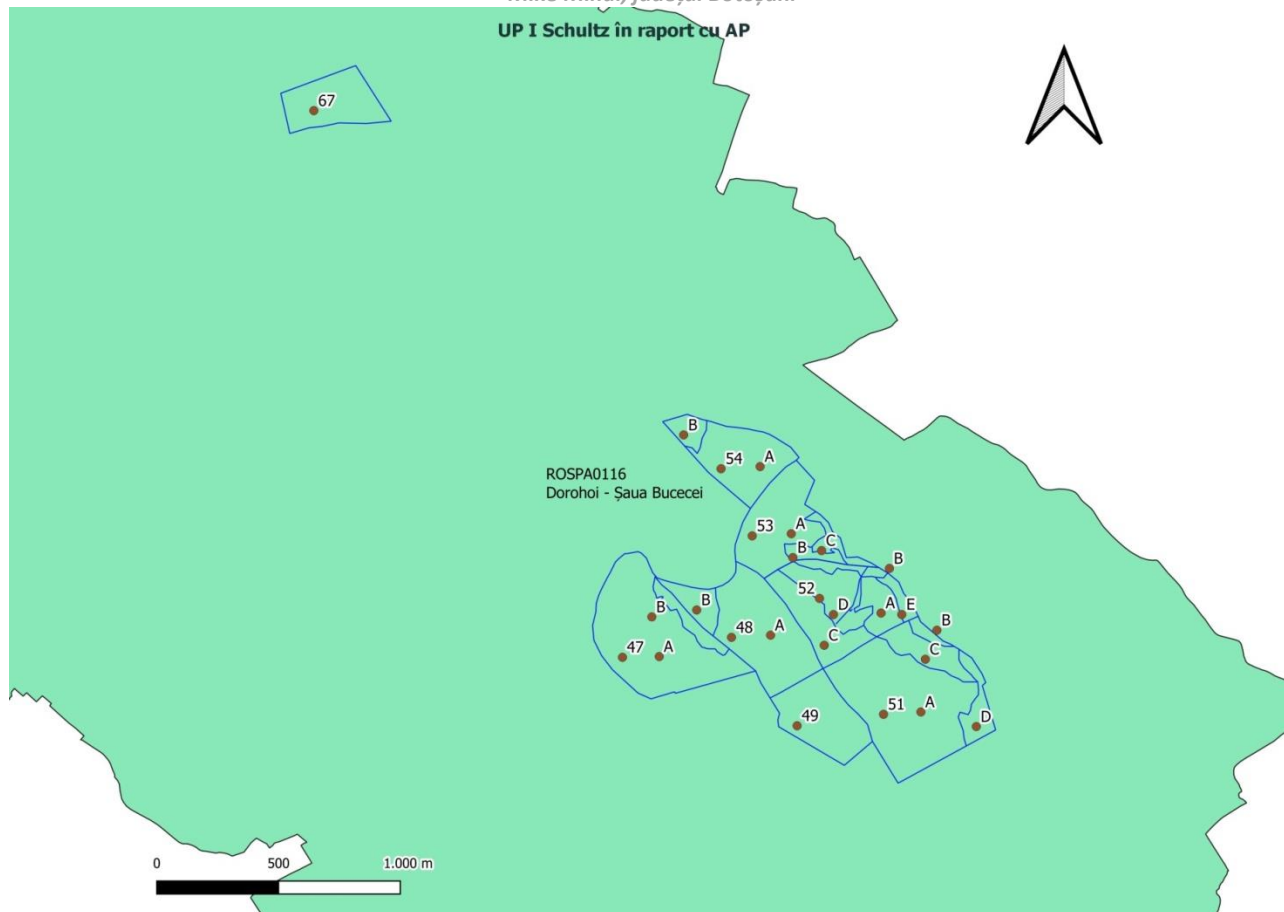 UP I Schultz în raport cu AP
67
B
54
A
ROSPA0116
Dorohoi - Șaua Bucecei
53
A
B
C
B
52
D
A
E
B
B
B
48
A
C
C
47
A
49
51
A
D
0
500
1.000 m